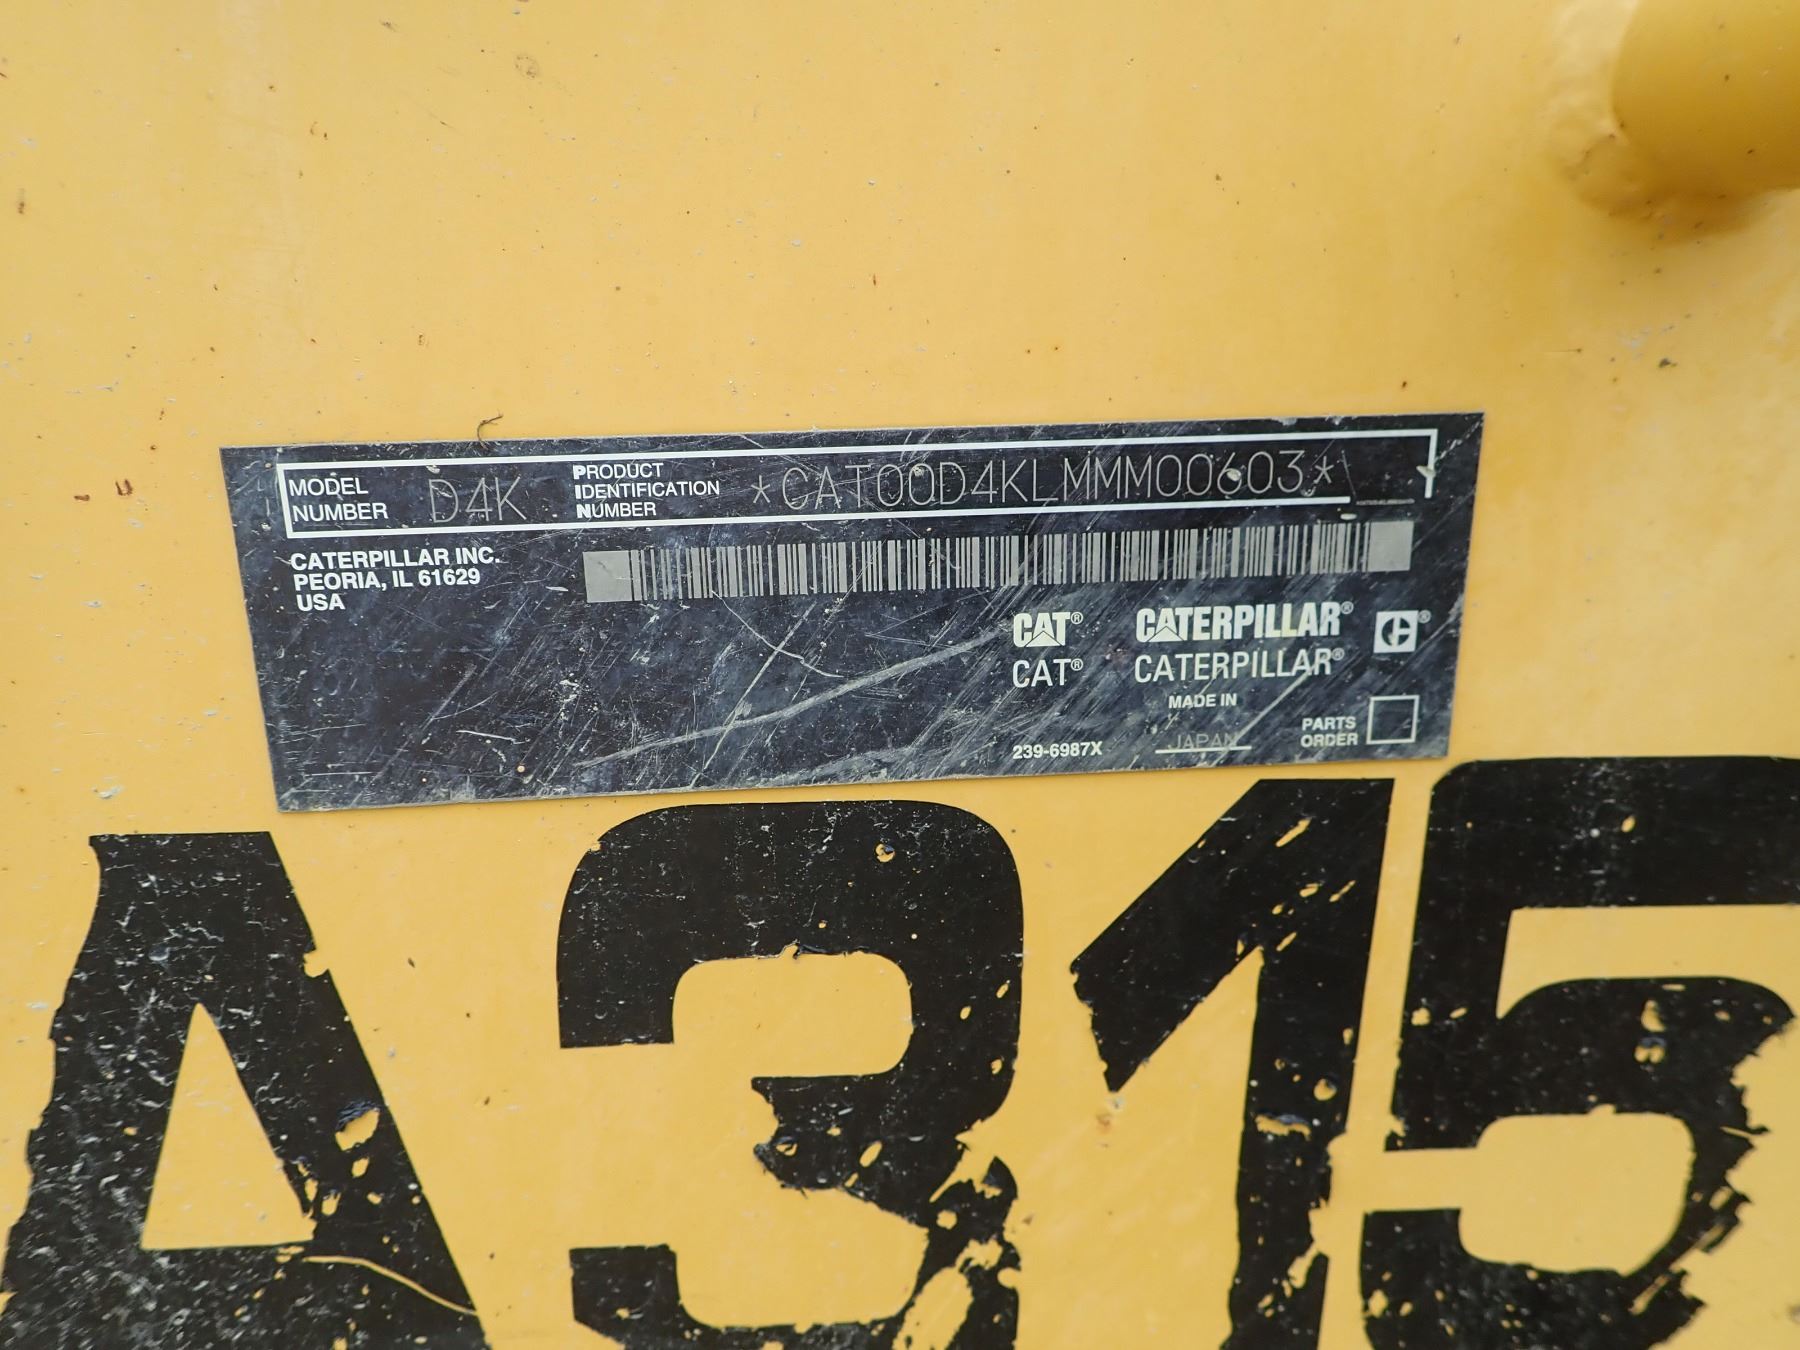 MODEL NUMBER D4K
PRODUCT IDENTIFICATION NUMBER *CAT00D4KLMMM00603*
CATERPILLAR INC.
PEORIA, IL 61629
USA
CAT® CATERPILLAR® ®
CAT® CATERPILLAR®
MADE IN
JAPAN
239-6987X
PARTS ORDER
A315